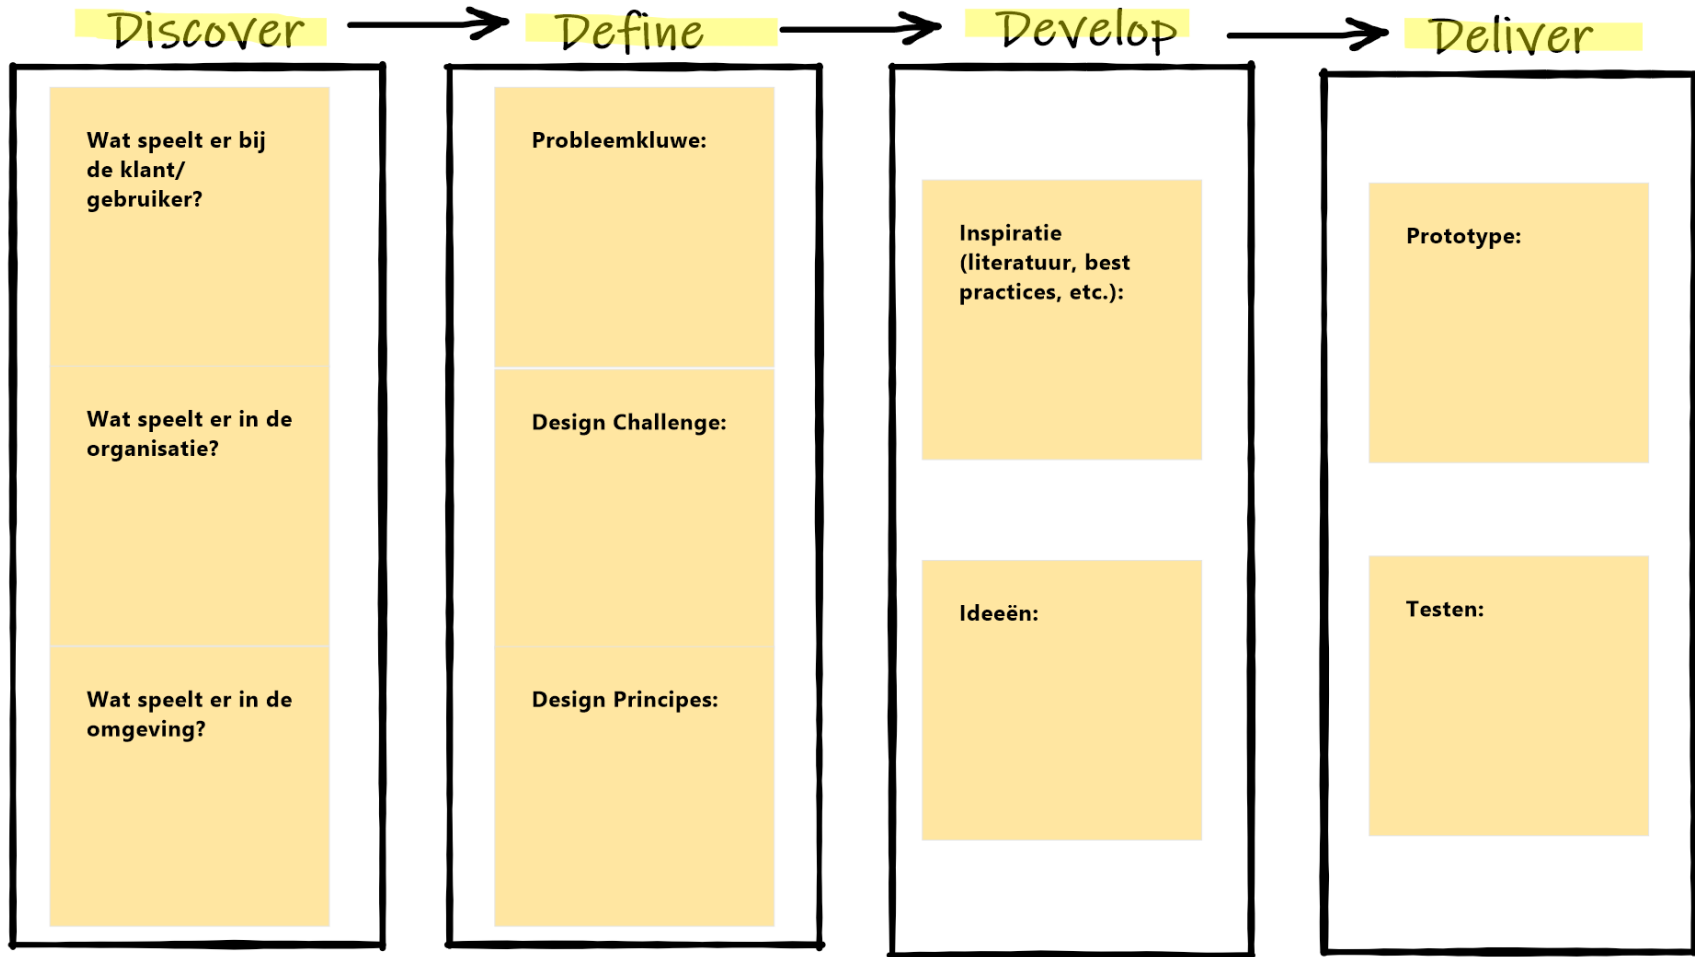 Discover
Define
Develop
Deliver
Wat speelt er bij
de klant/
gebruiker?
Wat speelt er in de
organisatie?
Wat speelt er in de
omgeving?
Probleemkluwe:
Design Challenge:
Design Principes:
Inspiratie
(literatuur, best
practices, etc.):
Ideeën:
Prototype:
Testen: